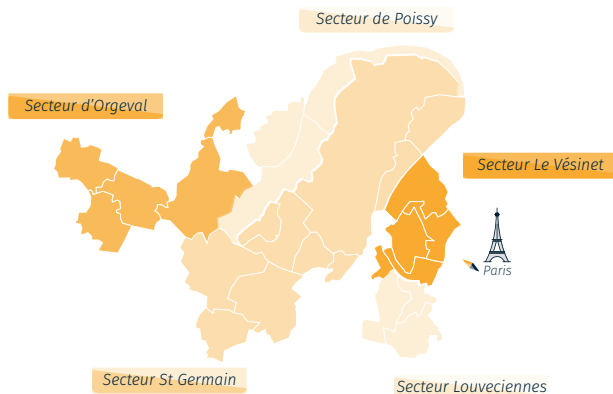 Secteur de Poissy
Secteur d'Orgeval
Secteur Le Vésinet
Paris
Secteur St Germain
Secteur Louveciennes